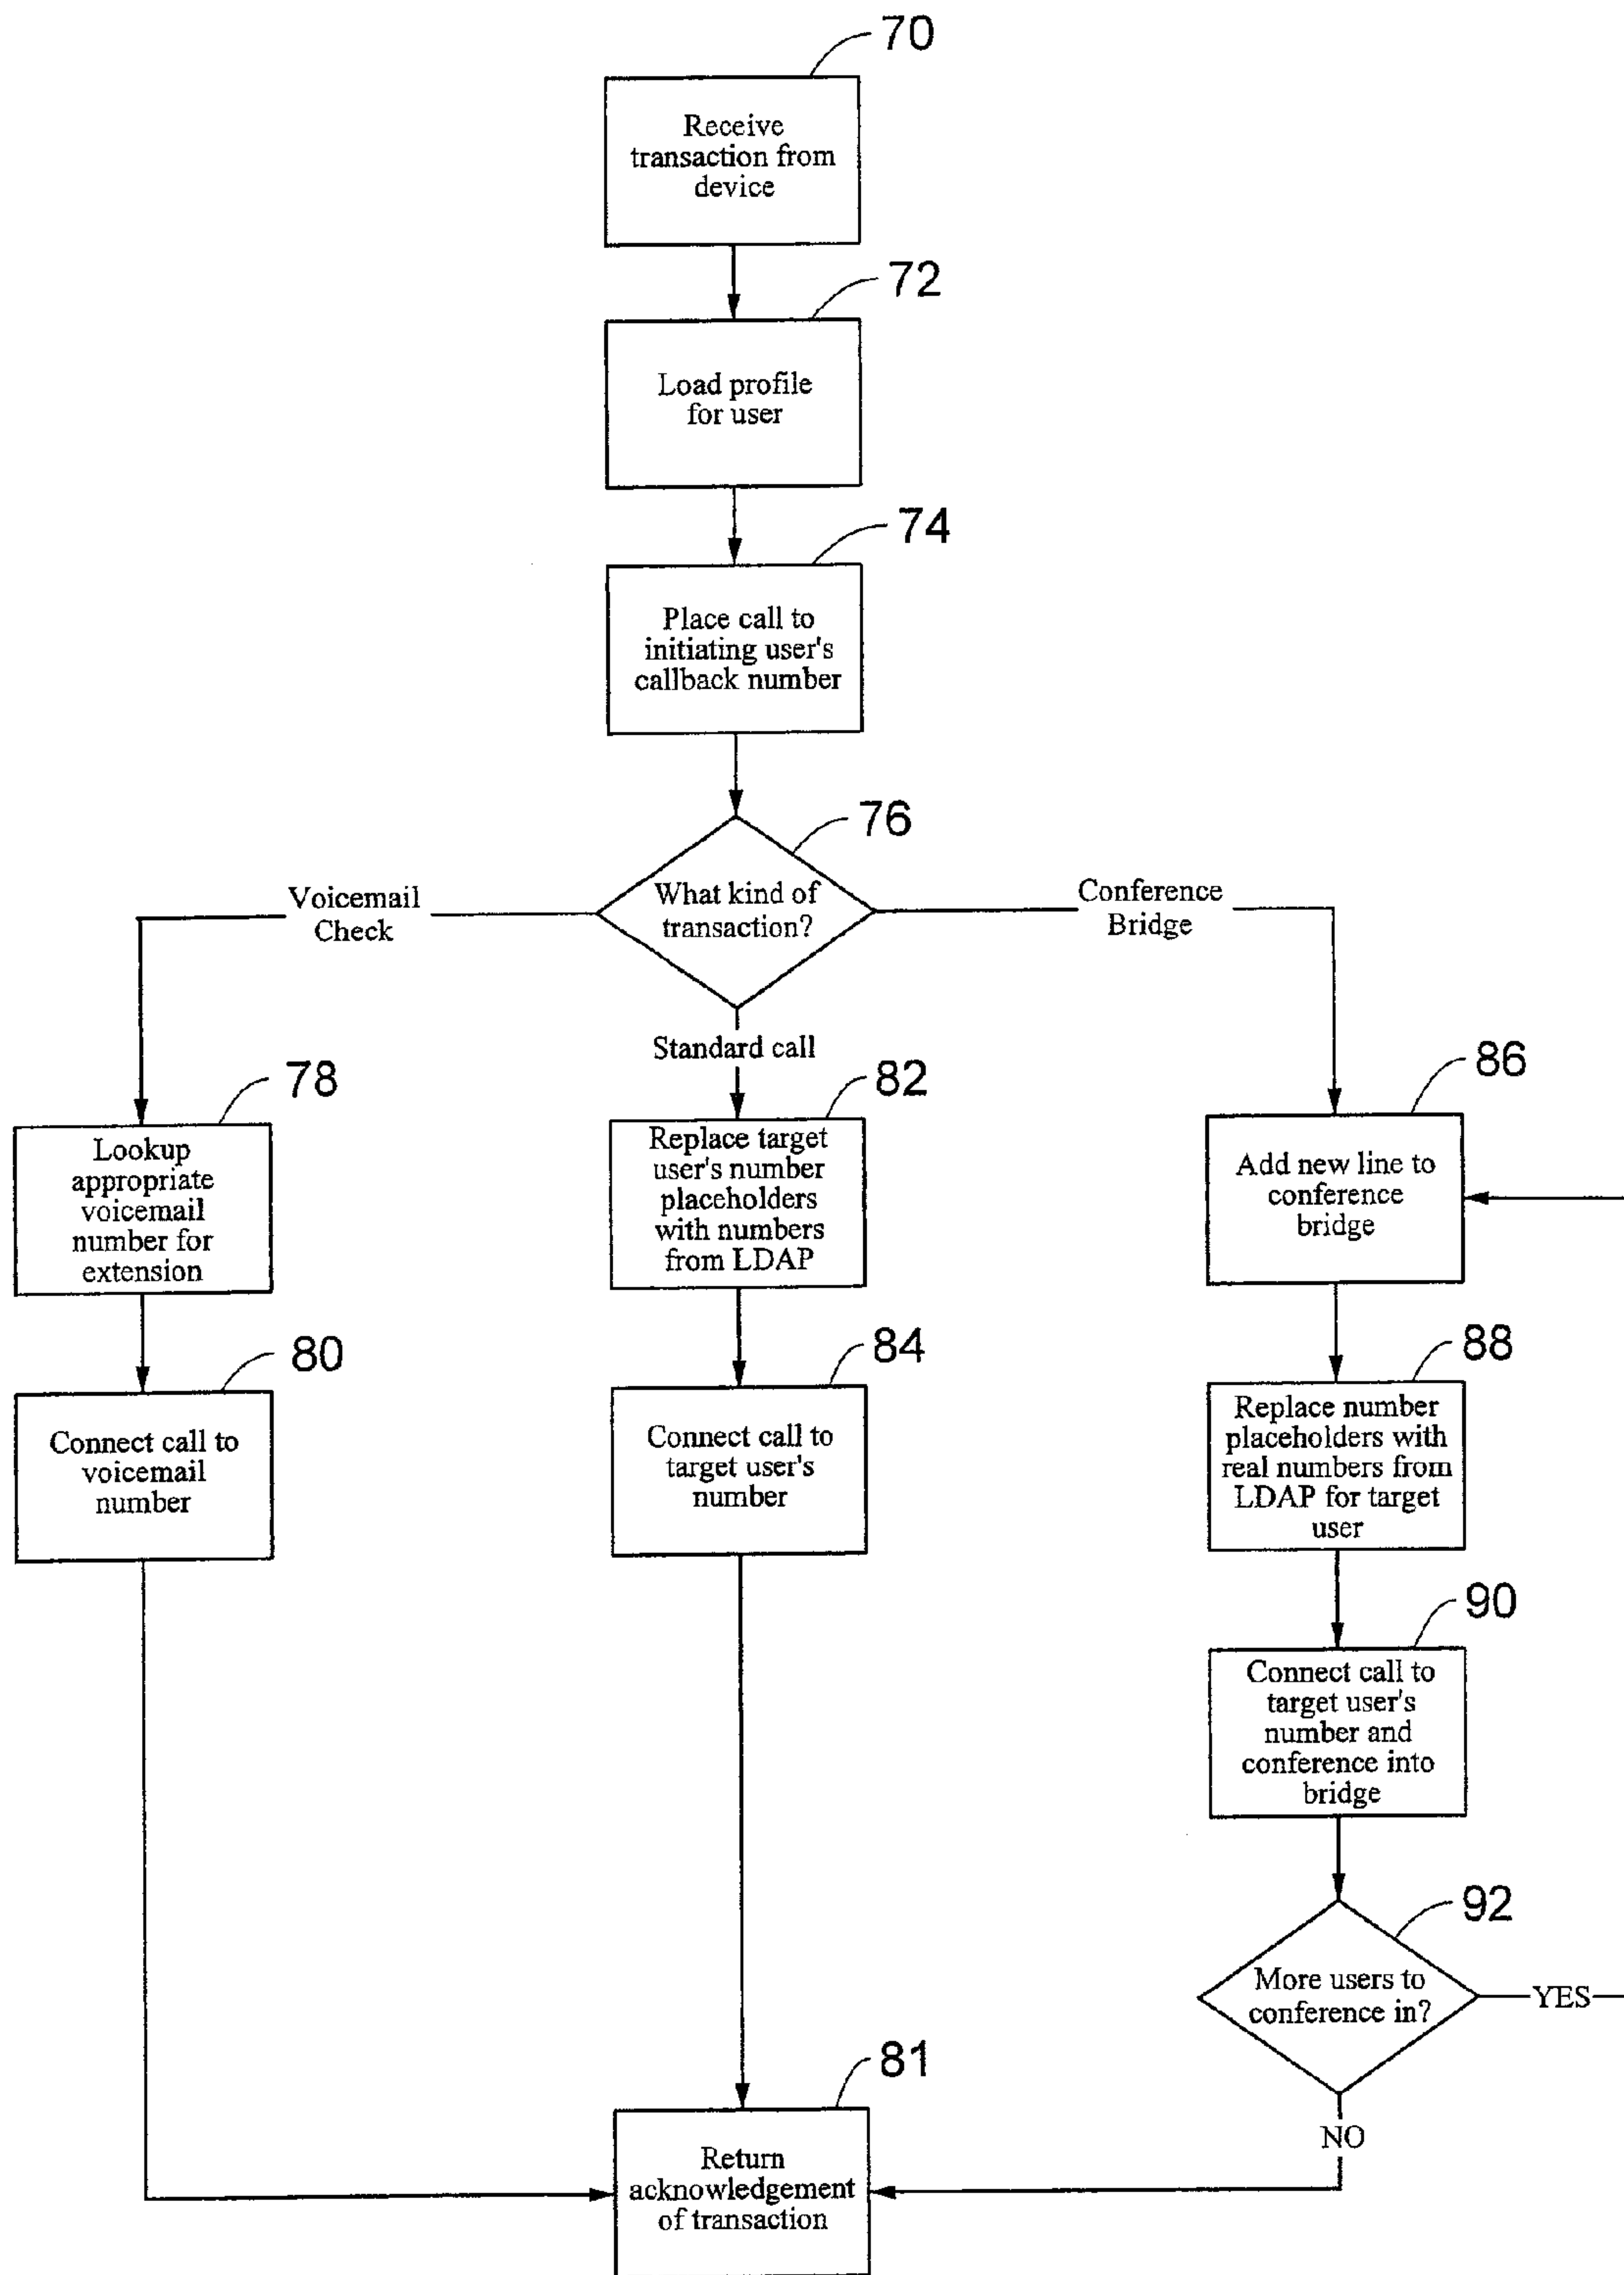 70
Receive
transaction from
device
72
Load profile
for user
74
Place call to
initiating user's
callback number
76
What kind of
transaction?
Voicemail
Check
Conference
Bridge
Standard call
78
Lookup
appropriate
voicemail
number for
extension
82
Replace target
user's number
placeholders
with numbers
from LDAP
86
Add new line to
conference
bridge
80
Connect call to
voicemail
number
84
Connect call to
target user's
number
88
Replace number
placeholders with
real numbers from
LDAP for target
user
90
Connect call to
target user's
number and
conference into
bridge
92
More users to
conference in?
YES
NO
81
Return
acknowledgement
of transaction